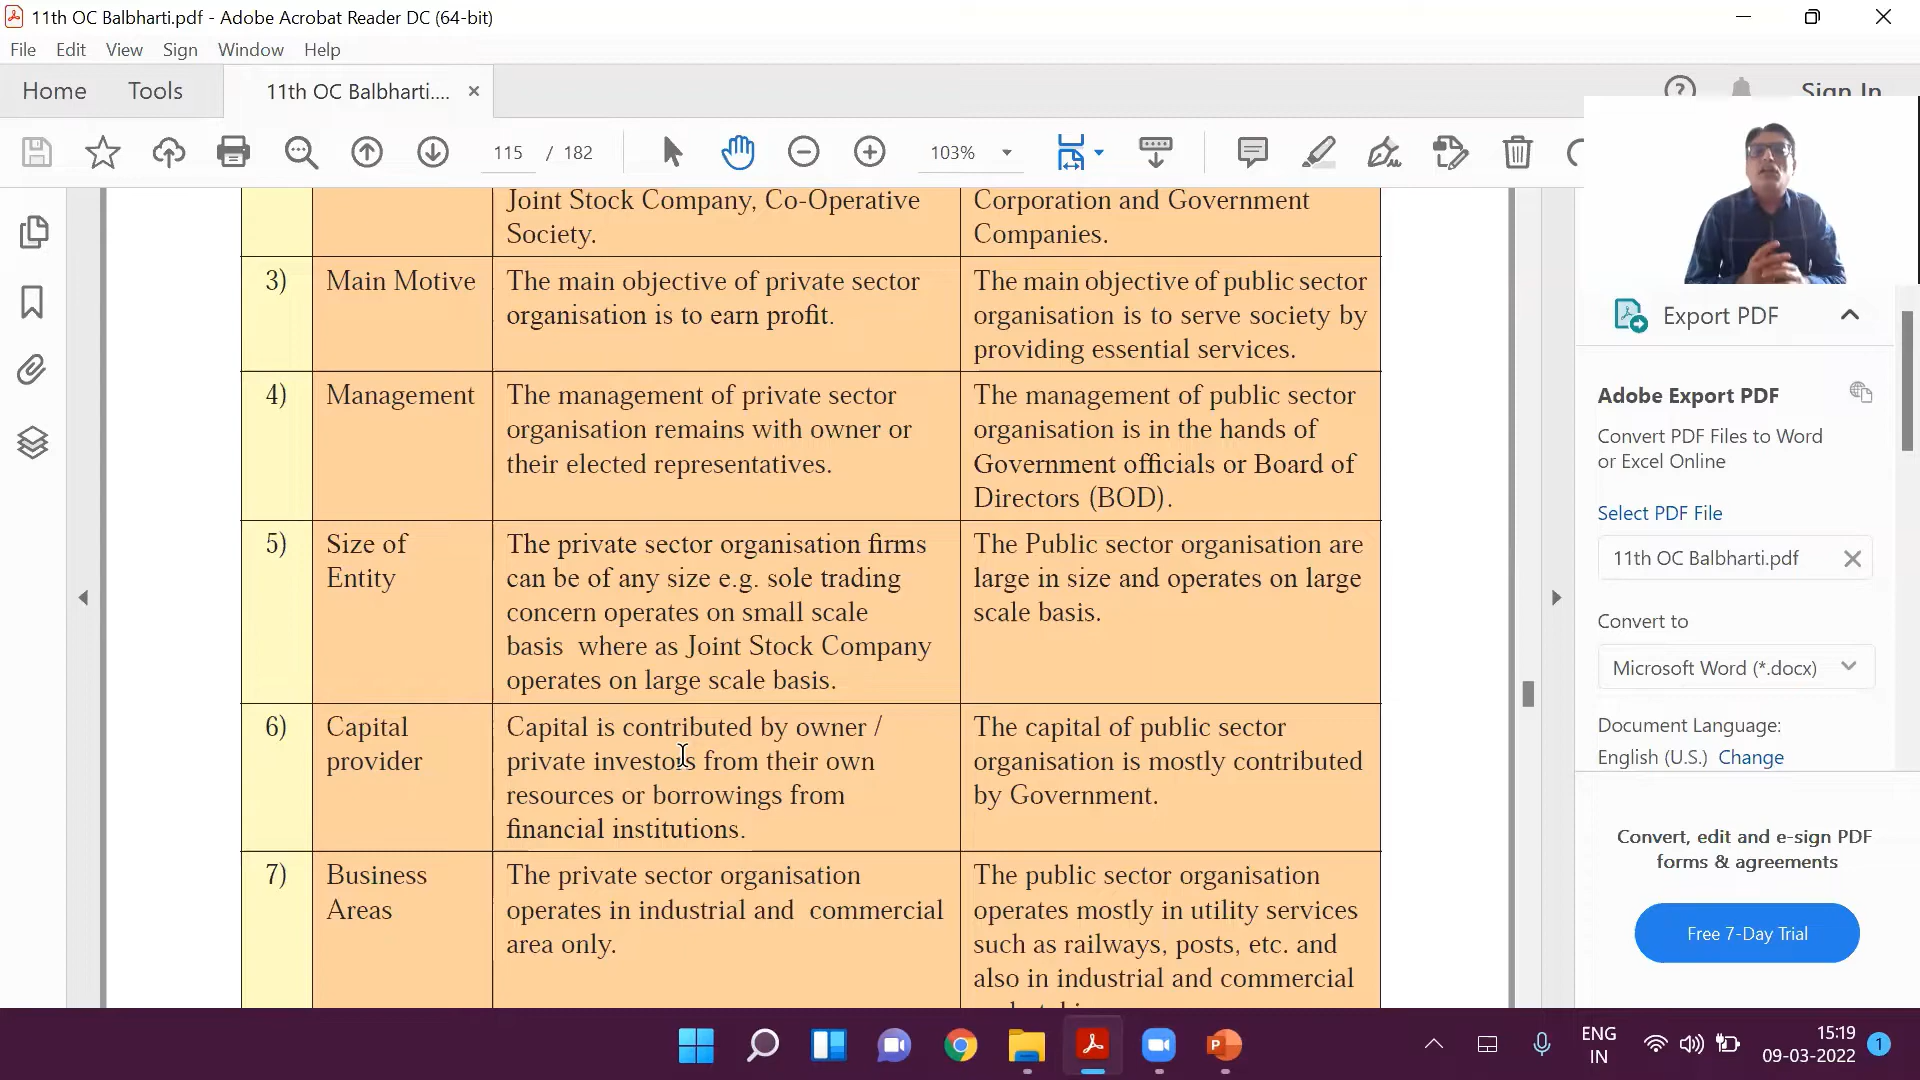 11th OC Balbharti.pdf - Adobe Acrobat Reader DC (64-bit)
File Edit View Sign Window Help
Home Tools 11th OC Balbharti.... ×
Sign In
115 / 182 103%
Joint Stock Company, Co-Operative
Society.
Corporation and Government
Companies.
3) Main Motive
The main objective of private sector
organisation is to earn profit.
The main objective of public sector
organisation is to serve society by
providing essential services.
4) Management
The management of private sector
organisation remains with owner or
their elected representatives.
The management of public sector
organisation is in the hands of
Government officials or Board of
Directors (BOD).
5) Size of
Entity
The private sector organisation firms
can be of any size e.g. sole trading
concern operates on small scale
basis where as Joint Stock Company
operates on large scale basis.
The Public sector organisation are
large in size and operates on large
scale basis.
6) Capital
provider
Capital is contributed by owner /
private investors from their own
resources or borrowings from
financial institutions.
The capital of public sector
organisation is mostly contributed
by Government.
7) Business
Areas
The private sector organisation
operates in industrial and commercial
area only.
The public sector organisation
operates mostly in utility services
such as railways, posts, etc. and
also in industrial and commercial
Export PDF
Adobe Export PDF
Convert PDF Files to Word
or Excel Online
Select PDF File
11th OC Balbharti.pdf
Convert to
Microsoft Word (*.docx)
Document Language:
English (U.S.) Change
Convert, edit and e-sign PDF
forms & agreements
Free 7-Day Trial
ENG
IN
15:19
09-03-2022
1